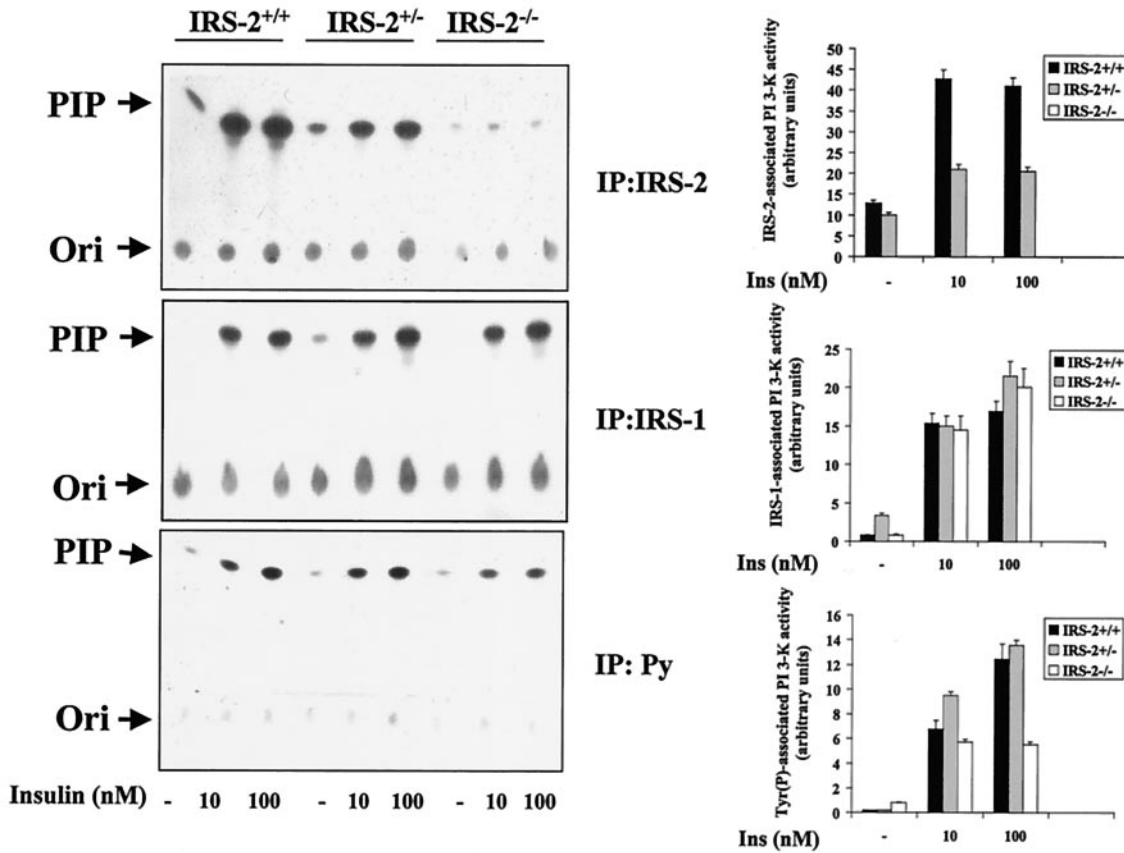 IRS-2+/+ IRS-2+/- IRS-2-/-
PIP
Ori
IP:IRS-2
PIP
Ori
IP:IRS-1
PIP
Ori
IP: Py
Insulin (nM) - 10 100 - 10 100 - 10 100
IRS-2-associated PI 3-K activity
(arbitrary units)
50
45
40
35
30
25
20
15
10
5
0
IRS-2+/+
IRS-2+/-
IRS-2-/-
Ins (nM) - 10 100
IRS-1-associated PI 3-K activity
(arbitrary units)
25
20
15
10
5
0
IRS-2+/+
IRS-2+/-
IRS-2-/-
Ins (nM) - 10 100
Tyr(P)-associated PI 3-K activity
(arbitrary units)
16
14
12
10
8
6
4
2
0
IRS-2+/+
IRS-2+/-
IRS-2-/-
Ins (nM) - 10 100